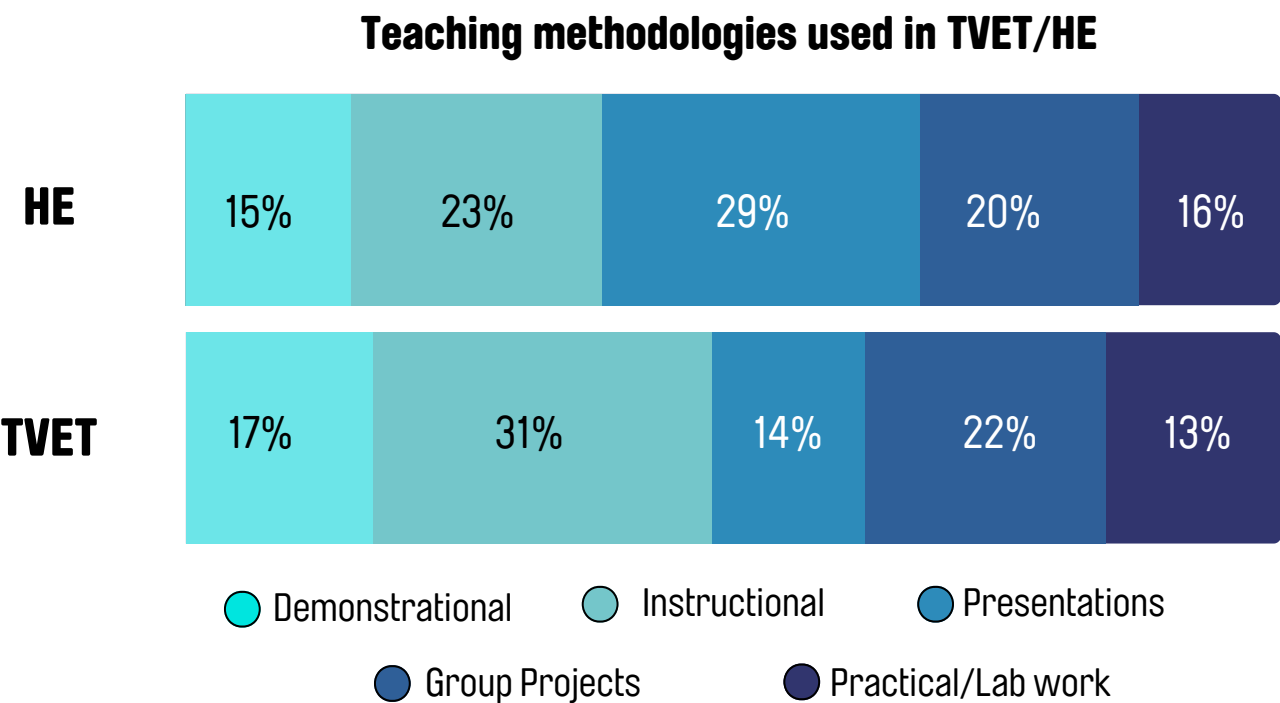 Teaching methodologies used in TVET/HE
HE
15%
23%
29%
20%
16%
TVET
17%
31%
14%
22%
13%
Demonstrational
Instructional
Presentations
Group Projects
Practical/Lab work